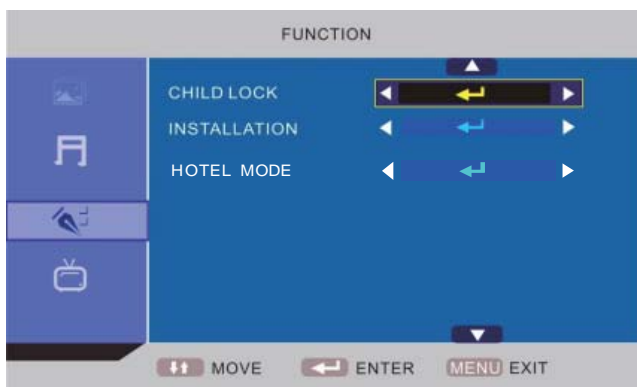 FUNCTION
CHILD LOCK
INSTALLATION
HOTEL MODE
MOVE ENTER MENU EXIT